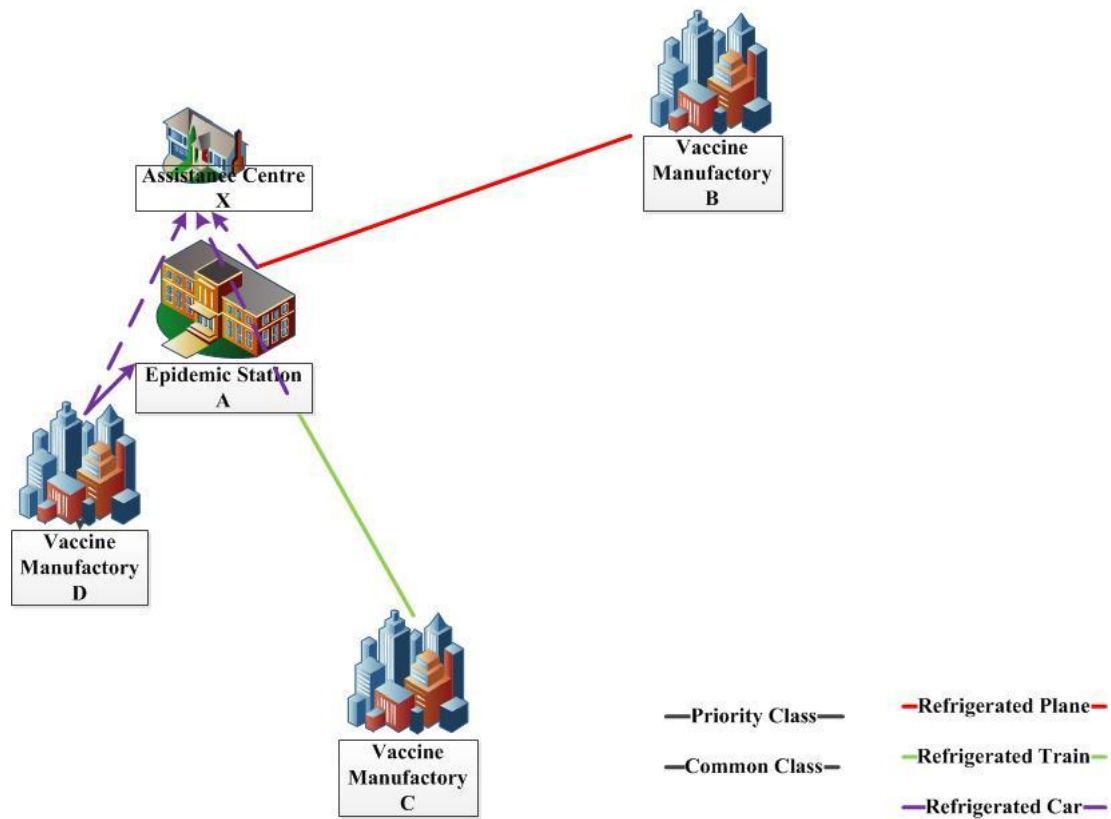 Vaccine
Manufactory
B
Assistance Centre
X
Epidemic Station
A
Vaccine
Manufactory
D
Vaccine
Manufactory
C
Priority Class
Common Class
Refrigerated Plane
Refrigerated Train
Refrigerated Car